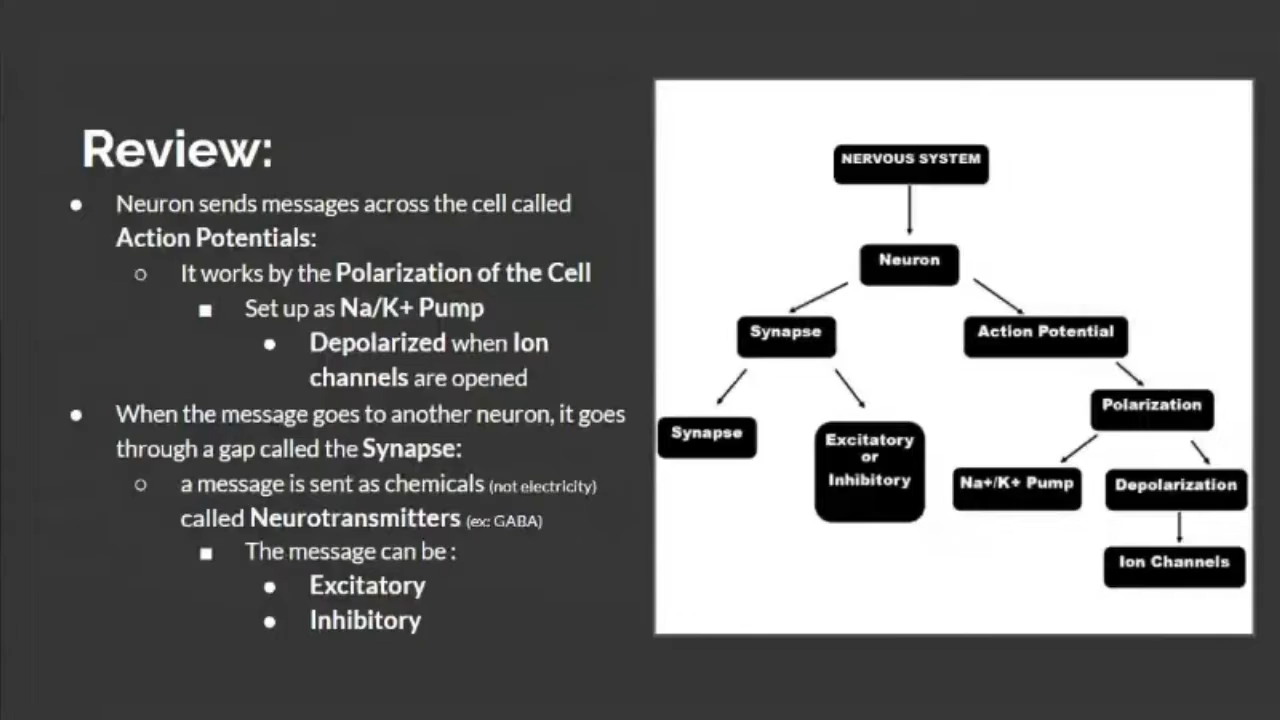 Review:
● Neuron sends messages across the cell called
Action Potentials:
○ It works by the Polarization of the Cell
■ Set up as Na/K+ Pump
● Depolarized when Ion
channels are opened
● When the message goes to another neuron, it goes
through a gap called the Synapse:
○ a message is sent as chemicals (not electricity)
called Neurotransmitters (ex: GABA)
■ The message can be :
● Excitatory
● Inhibitory
NERVOUS SYSTEM
Neuron
Synapse
Action Potential
Polarization
Synapse
Excitatory
or
Inhibitory
Na+/K+ Pump
Depolarization
Ion Channels